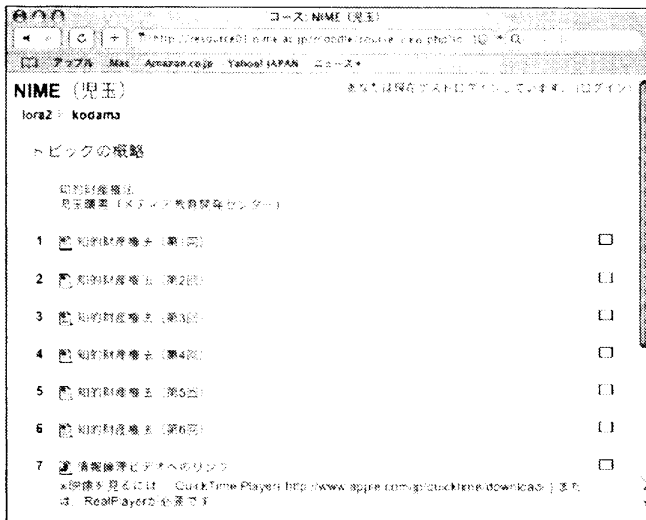 コース: NIME (児玉)
アップル Mac Amazon.co.jp Yahoo! JAPAN ニュース▾
NIME (児玉)
あなたは現在ゲストログインしています。(ログイン)
lora2 kodama
トピックの概略
知的財産権法
児玉晴男 (メディア教育開発センター)
1 知的財産権法 (第1回)
2 知的財産権法 (第2回)
3 知的財産権法 (第3回)
4 知的財産権法 (第4回)
5 知的財産権法 (第5回)
6 知的財産権法 (第6回)
7 情報倫理ビデオへのリンク
※映像を見るには QuickTime Player( http://www.apple.com/jp/quicktime/download/ ) また
は、RealPlayerが必要です